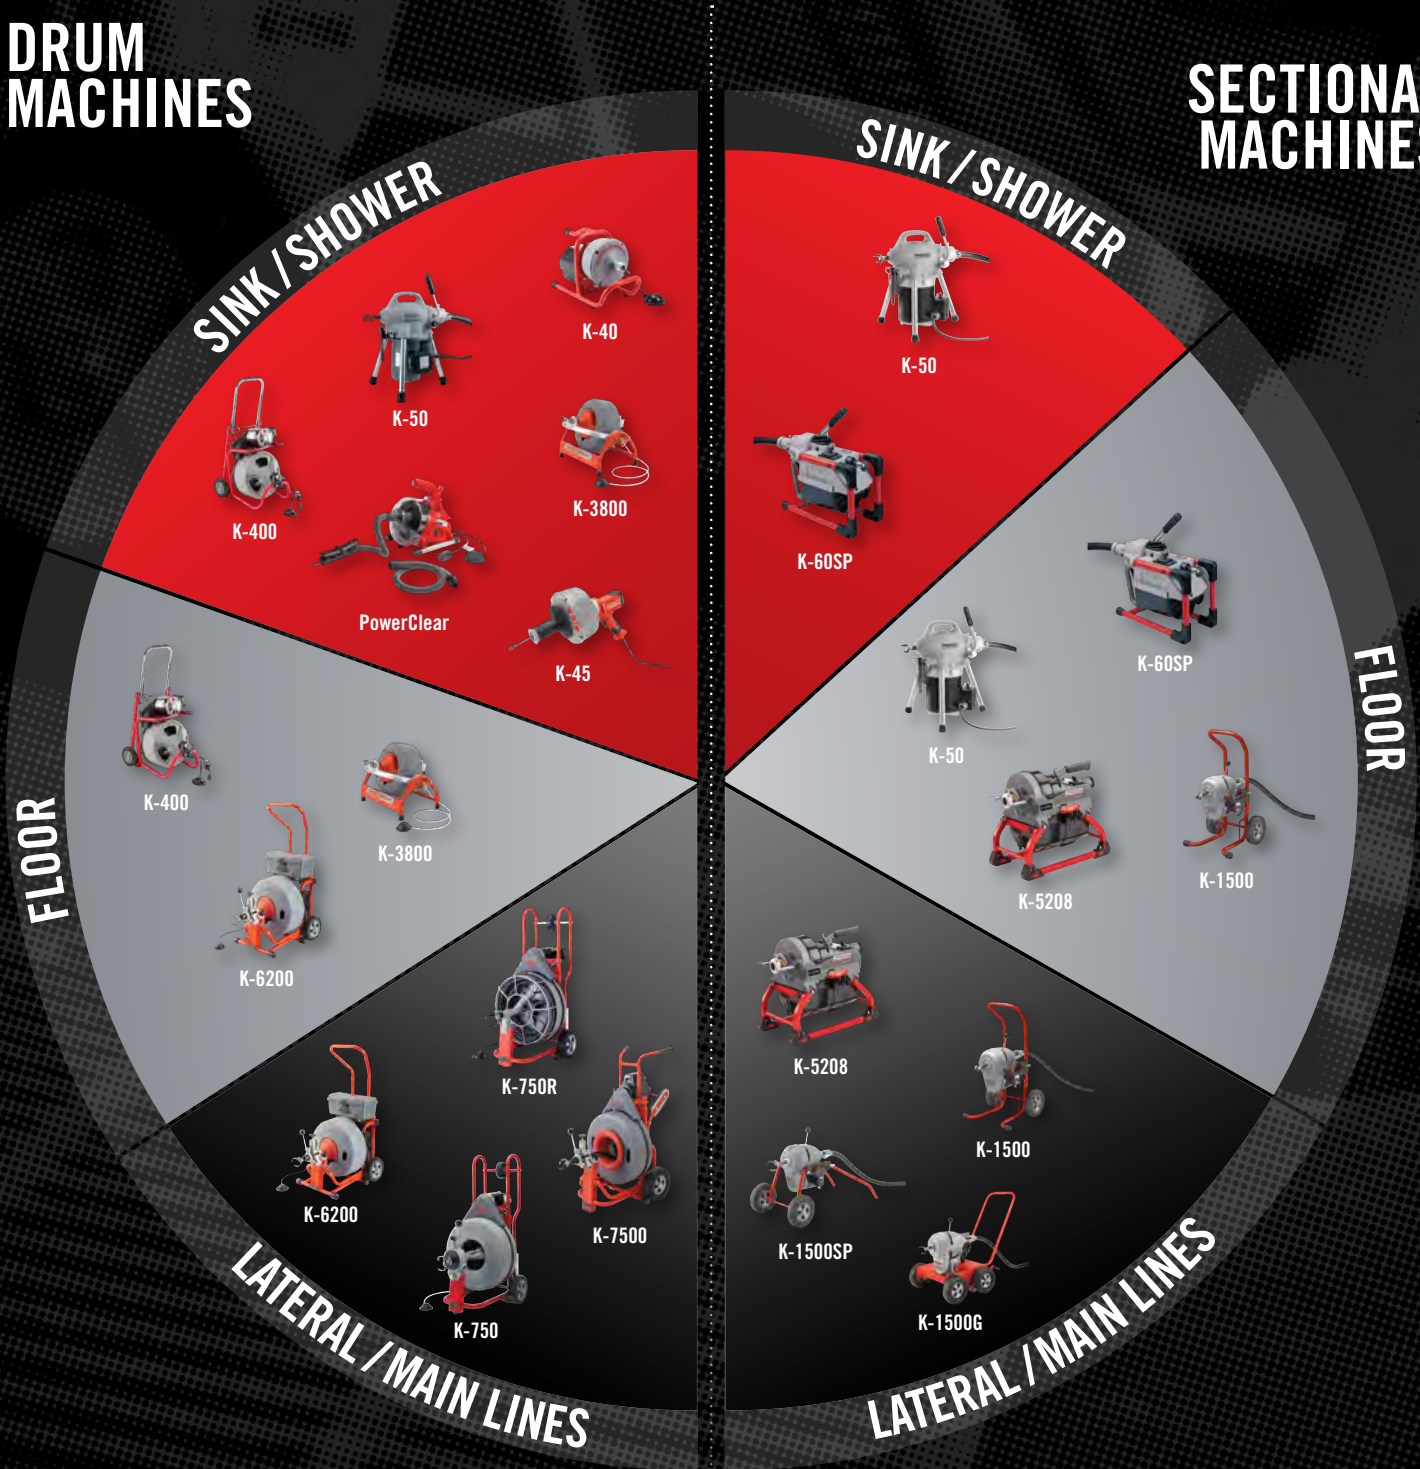 DRUM
MACHINES
SINK / SHOWER
K-40
K-50
K-400
K-3800
PowerClear
K-45
FLOOR
K-400
K-3800
K-6200
LATERAL / MAIN LINES
K-750R
K-6200
K-7500
K-750
SECTIONA
MACHINES
SINK / SHOWER
K-50
K-60SP
FLOOR
K-60SP
K-50
K-1500
K-5208
LATERAL / MAIN LINES
K-5208
K-1500
K-1500SP
K-1500G